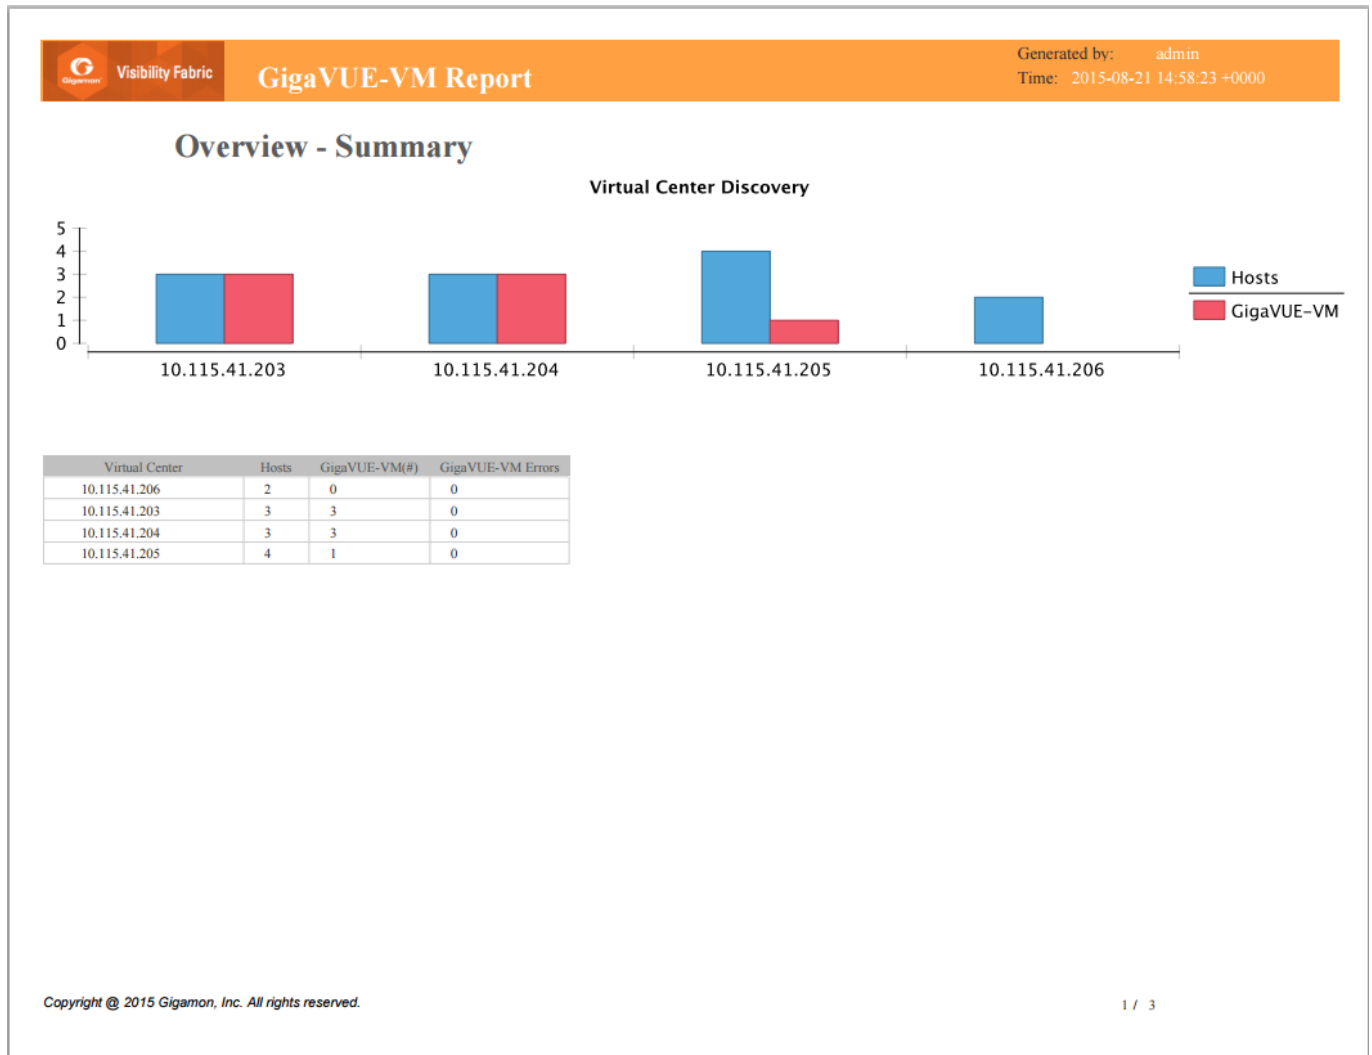 Gigamon Visibility Fabric GigaVUE-VM Report
Generated by: admin
Time: 2015-08-21 14:58:23 +0000
Overview - Summary
Virtual Center Discovery
5
4
3
2
1
0
10.115.41.203 10.115.41.204 10.115.41.205 10.115.41.206
Hosts
GigaVUE-VM
Virtual Center Hosts GigaVUE-VM(#) GigaVUE-VM Errors
10.115.41.206 2 0 0
10.115.41.203 3 3 0
10.115.41.204 3 3 0
10.115.41.205 4 1 0
Copyright @ 2015 Gigamon, Inc. All rights reserved. 1 / 3